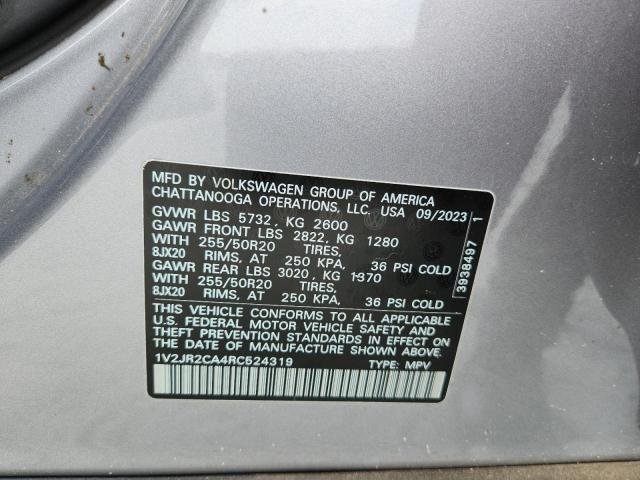 MFD BY VOLKSWAGEN GROUP OF AMERICA
CHATTANOOGA OPERATIONS, LLC, USA 09/2023
GVWR LBS 5732, KG 2600
GAWR FRONT LBS 2822, KG 1280
WITH 255/50R20 TIRES,
8JX20 RIMS, AT 250 KPA, 36 PSI COLD
GAWR REAR LBS 3020, KG 1370
WITH 255/50R20 TIRES,
8JX20 RIMS, AT 250 KPA, 36 PSI COLD
THIS VEHICLE CONFORMS TO ALL APPLICABLE
U.S. FEDERAL MOTOR VEHICLE SAFETY AND
THEFT PREVENTION STANDARDS IN EFFECT ON
THE DATE OF MANUFACTURE SHOWN ABOVE.
1V2JR2CA4RC524319 TYPE: MPV
3938497 1